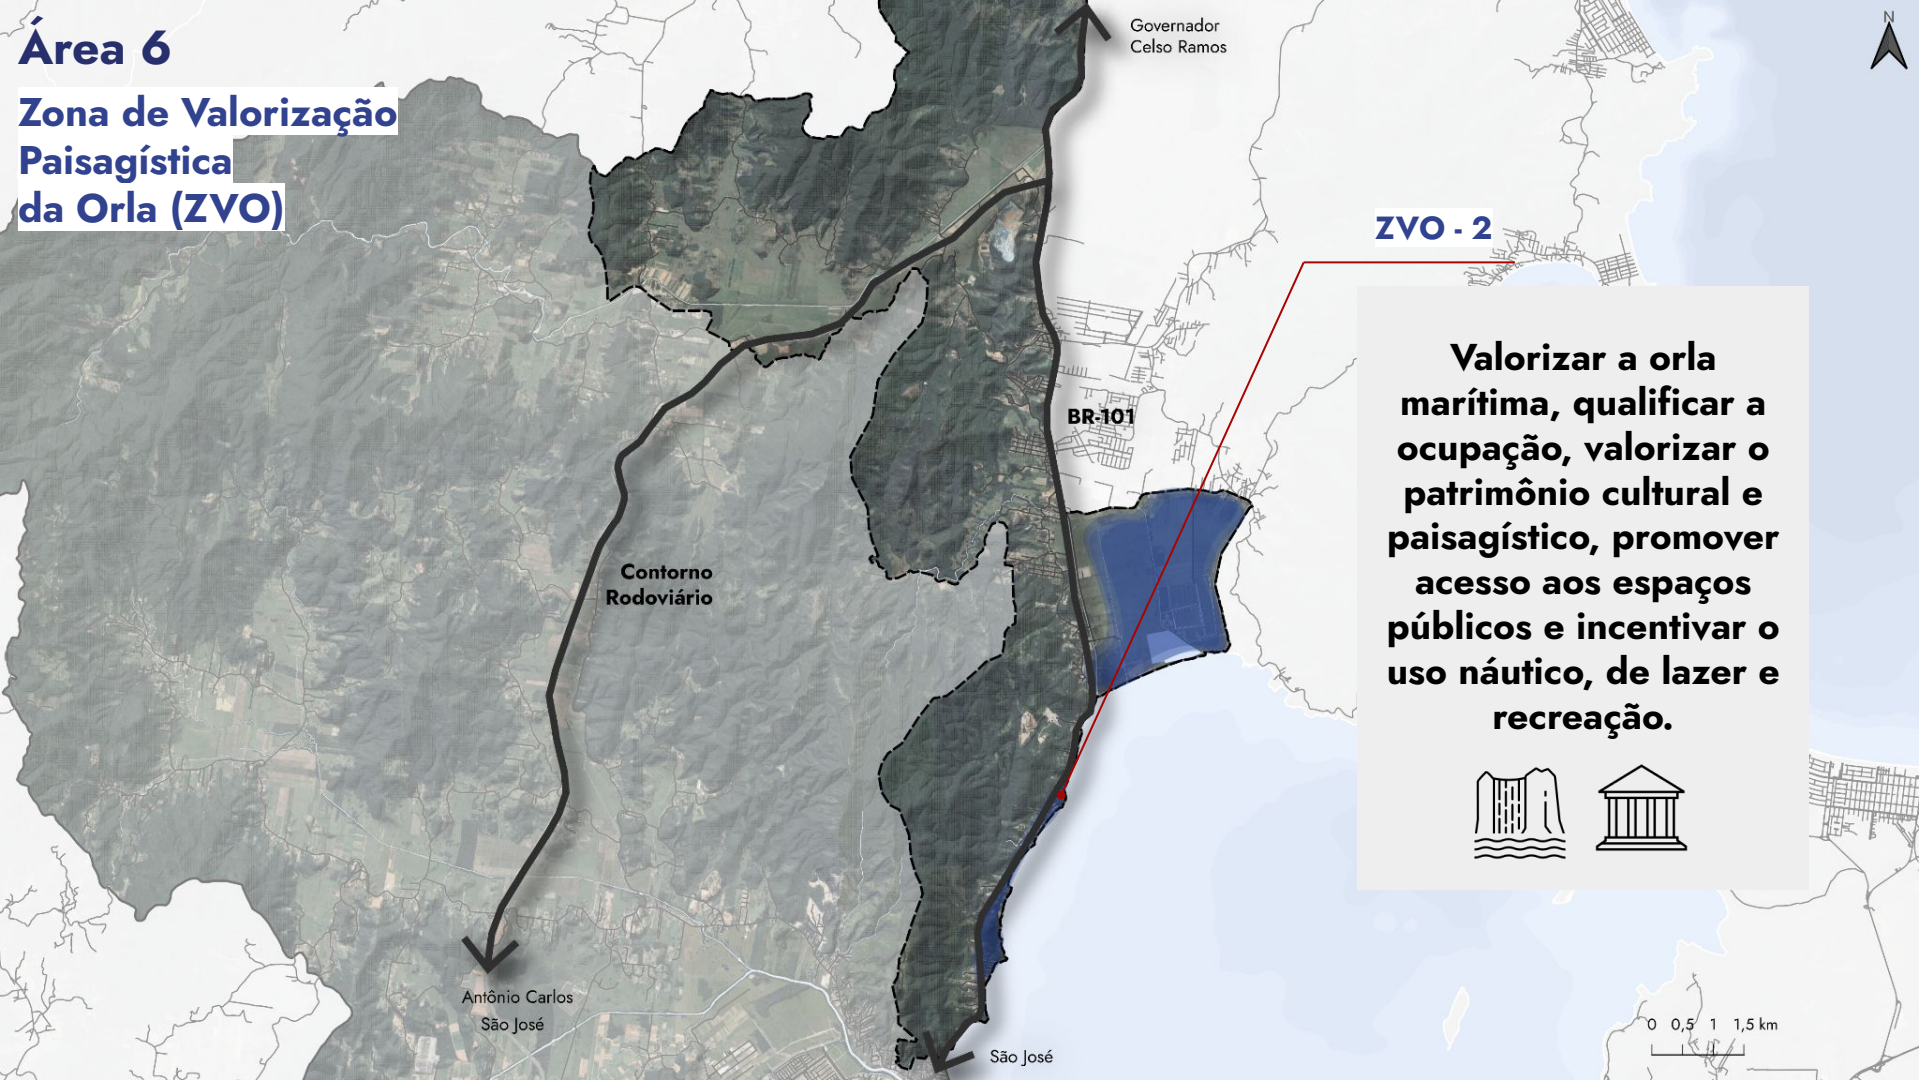 Área 6
Zona de Valorização
Paisagística
da Orla (ZVO)
Governador
Celso Ramos
N
ZVO - 2
Valorizar a orla
marítima, qualificar a
ocupação, valorizar o
patrimônio cultural e
paisagístico, promover
acesso aos espaços
públicos e incentivar o
uso náutico, de lazer e
recreação.
BR-101
Contorno
Rodoviário
Antônio Carlos
São José
São José
0 0,5 1 1,5 km